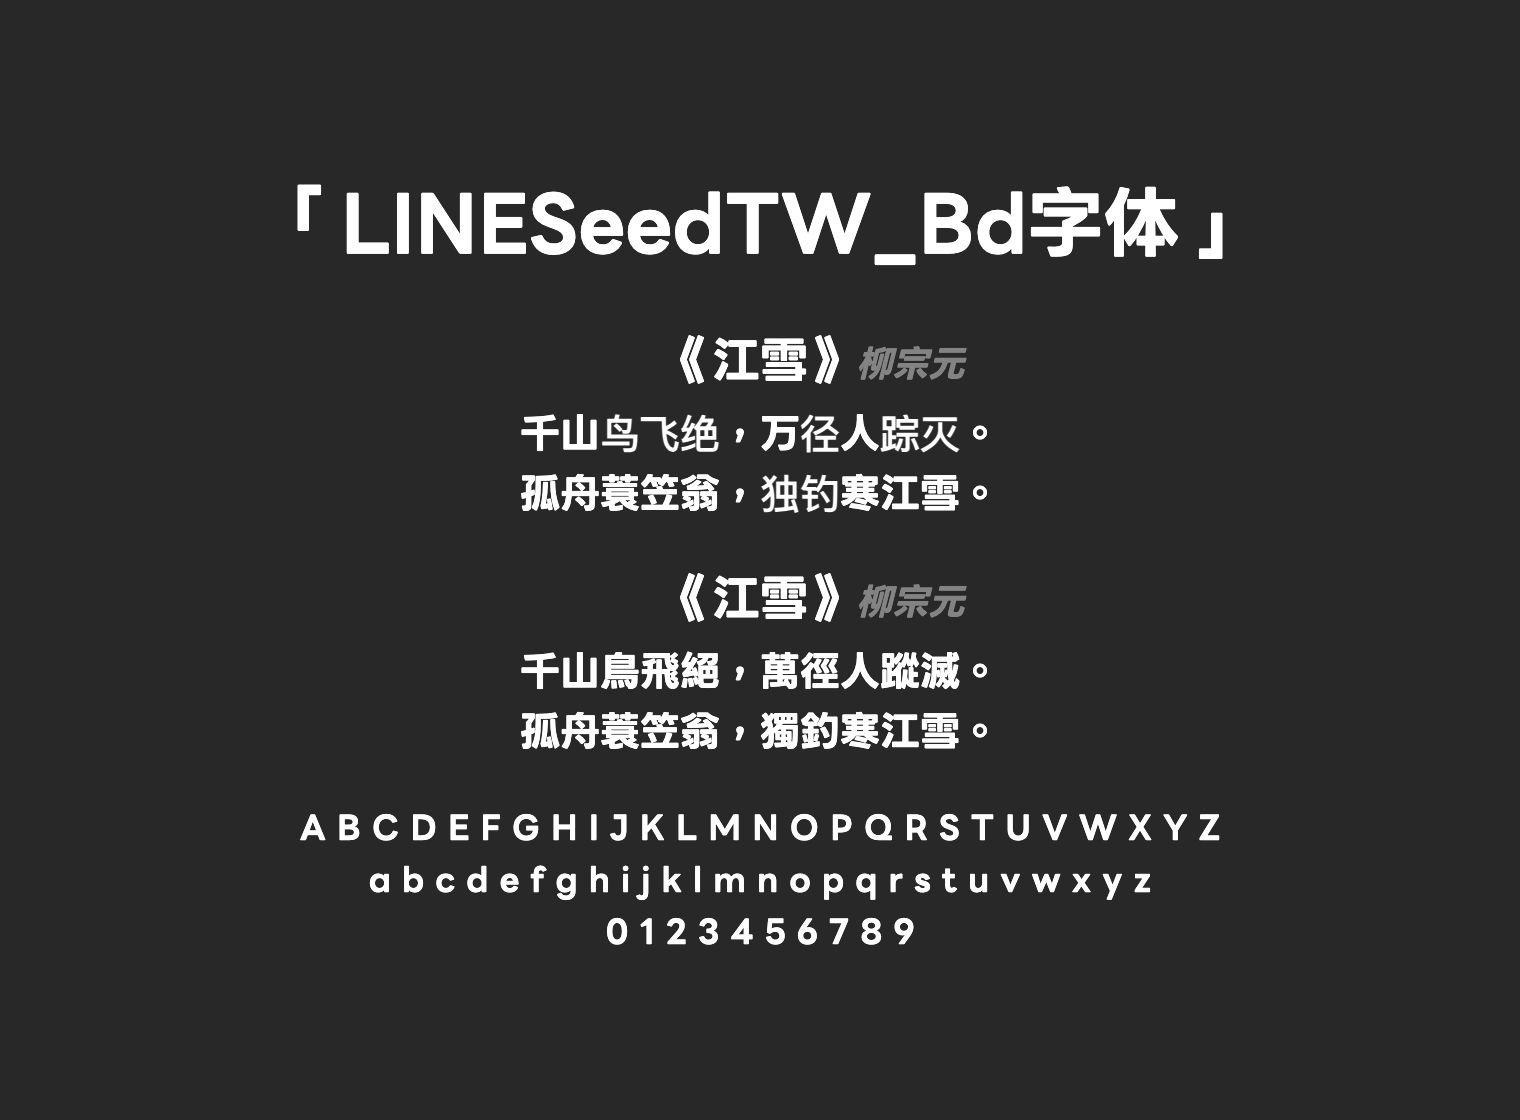 「LINESeedTW_Bd字体」
《江雪》柳宗元
千山鸟飞绝，万径人踪灭。
孤舟蓑笠翁，独钓寒江雪。
《江雪》柳宗元
千山鳥飛絕，萬徑人蹤滅。
孤舟蓑笠翁，獨釣寒江雪。
A B C D E F G H I J K L M N O P Q R S T U V W X Y Z
a b c d e f g h i j k l m n o p q r s t u v w x y z
0 1 2 3 4 5 6 7 8 9